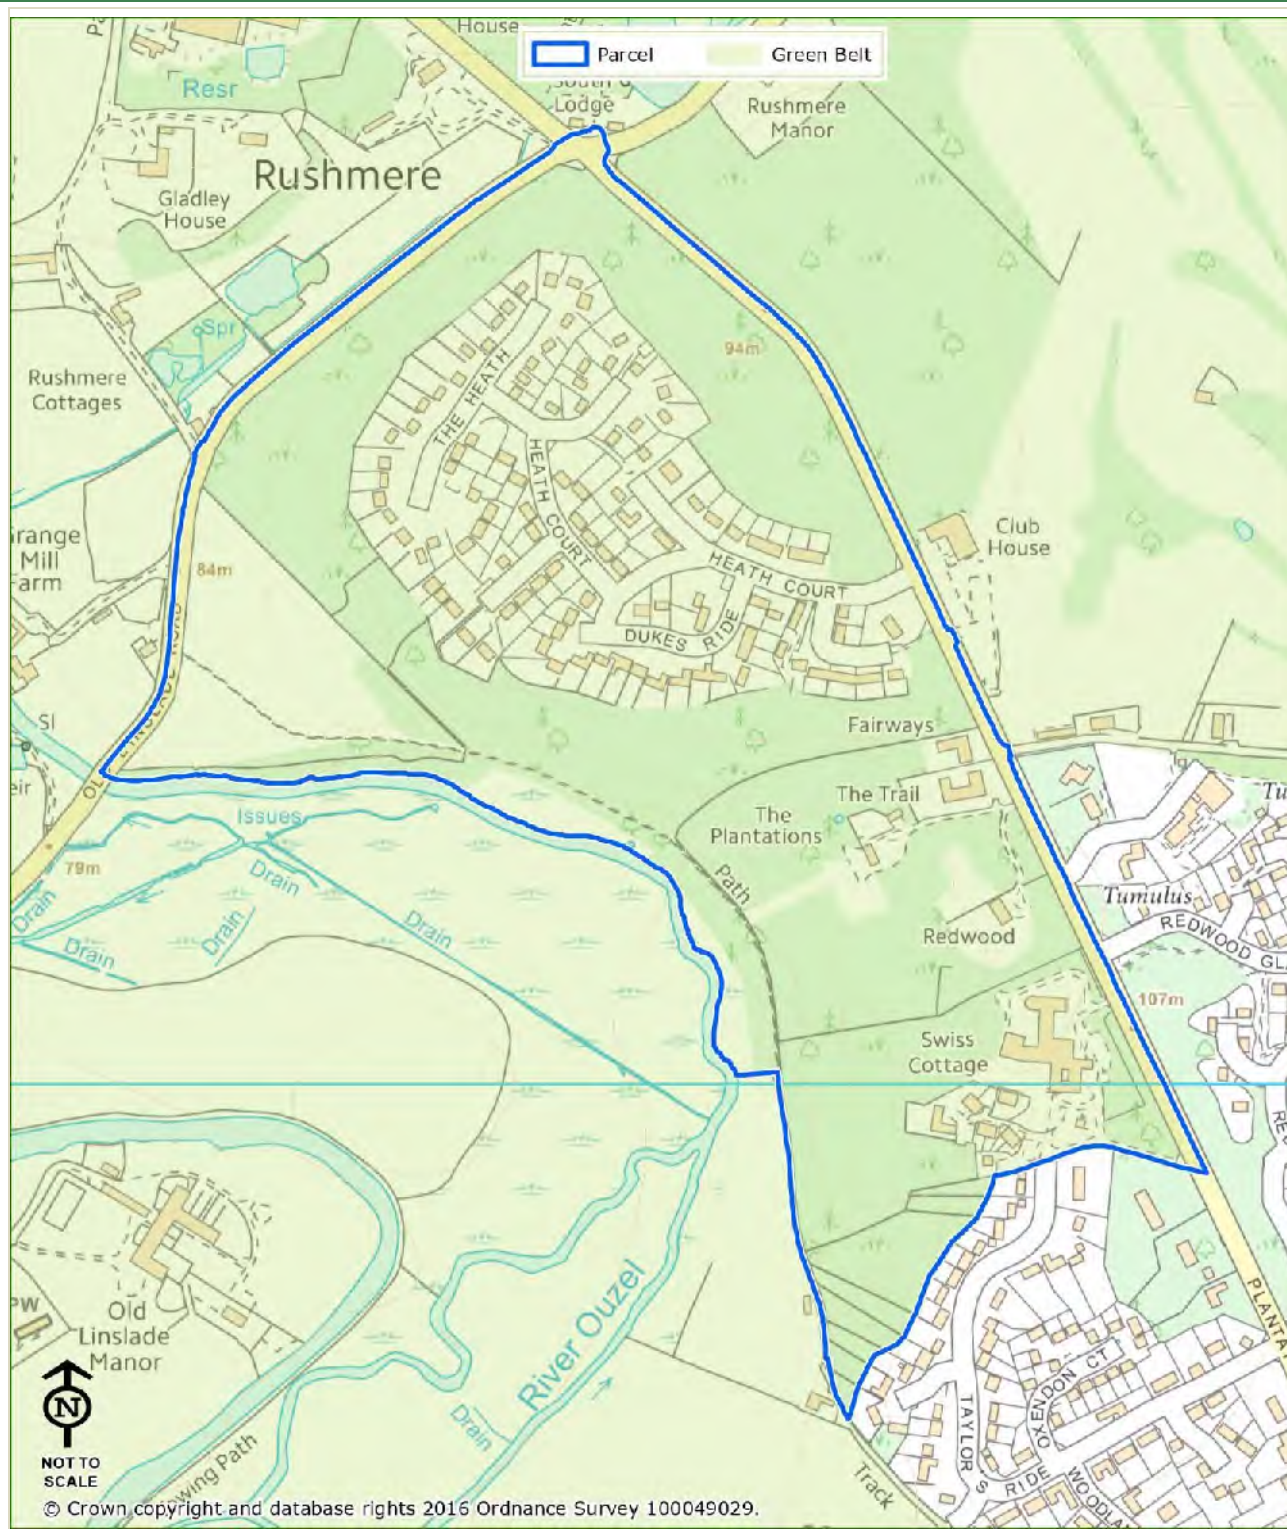 House
Parcel
Green Belt
Resr
South
Lodge
Rushmere
Manor
Rushmere
Gladley
House
Spr
94m
Rushmere
Cottages
THE HEATH
HEATH COURT
Club
House
Mill
84m
HEATH COURT
DUKES RIDE
SI
Fairways
The Trail
The
Plantations
Issues
79m
Drain
Drain
Drain
Drain
Drain
Path
Tumulus
REDWOOD
Redwood
107m
Swiss
Cottage
Old
Linslade
Manor
River Ouzel
Drain
N
NOT TO
SCALE
TAYLOR'S RIDE
OXENDON CT
Track
© Crown copyright and database rights 2016 Ordnance Survey 100049029.